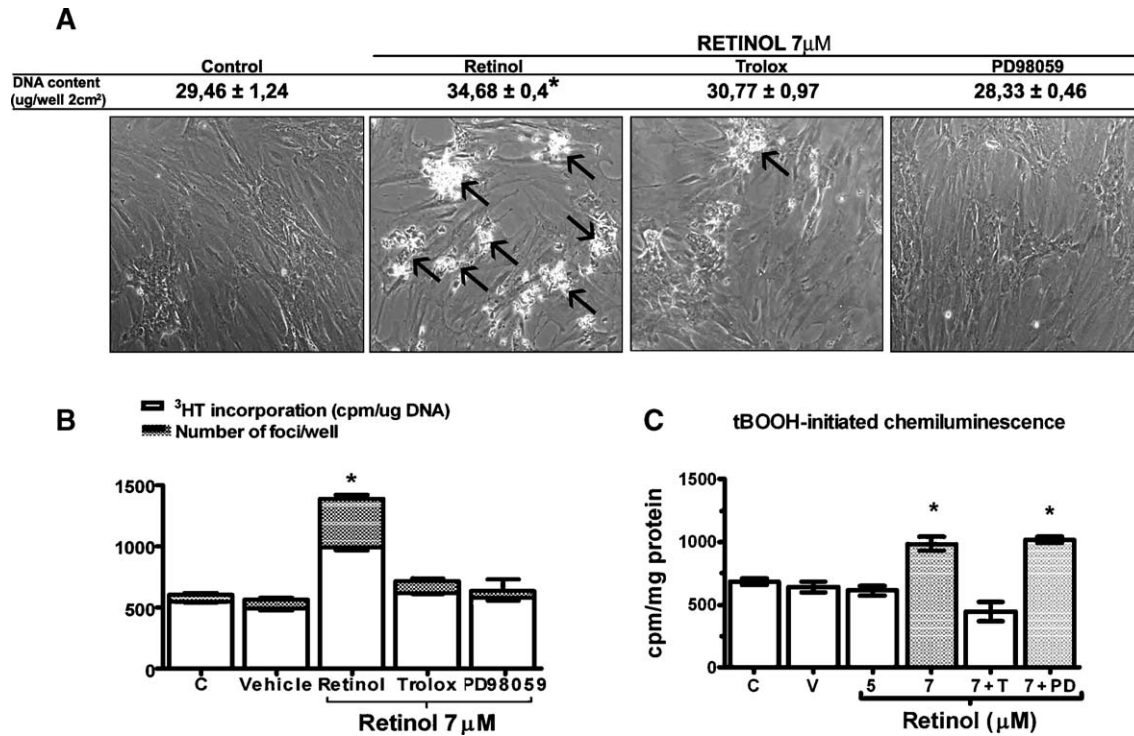 A
RETINOL 7μM
Control Retinol Trolox PD98059
DNA content (ug/well 2cm²) 29,46 ± 1,24 34,68 ± 0,4* 30,77 ± 0,97 28,33 ± 0,46
B
³HT incorporation (cpm/ug DNA)
Number of foci/well
1500
1000
500
0
*
C Vehicle Retinol Trolox PD98059
Retinol 7 μM
C
tBOOH-initiated chemiluminescence
cpm/mg protein
1500
1000
500
0
* *
C V 5 7 7+T 7+PD
Retinol (μM)